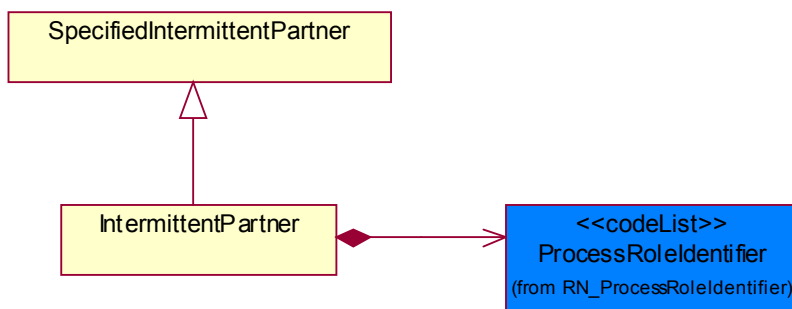 SpecifiedIntermittentPartner
IntermittentPartner
<<codeList>>
ProcessRoleIdentifier
(from RN_ProcessRoleIdentifier)